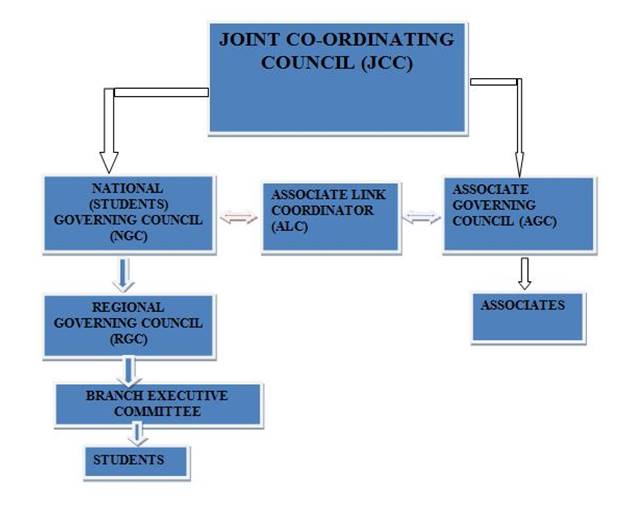 JOINT CO-ORDINATING
COUNCIL (JCC)
NATIONAL
(STUDENTS)
GOVERNING COUNCIL
(NGC)
ASSOCIATE LINK
COORDINATOR
(ALC)
ASSOCIATE
GOVERNING
COUNCIL (AGC)
REGIONAL
GOVERNING COUNCIL
(RGC)
ASSOCIATES
BRANCH EXECUTIVE
COMMITTEE
STUDENTS